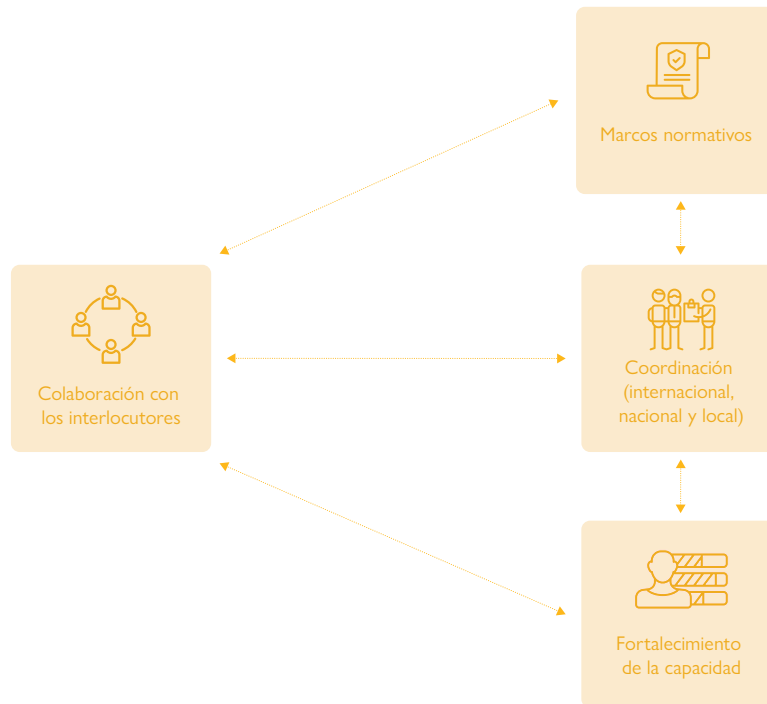 Marcos normativos
Colaboración con
los interlocutores
Coordinación
(internacional,
nacional y local)
Fortalecimiento
de la capacidad